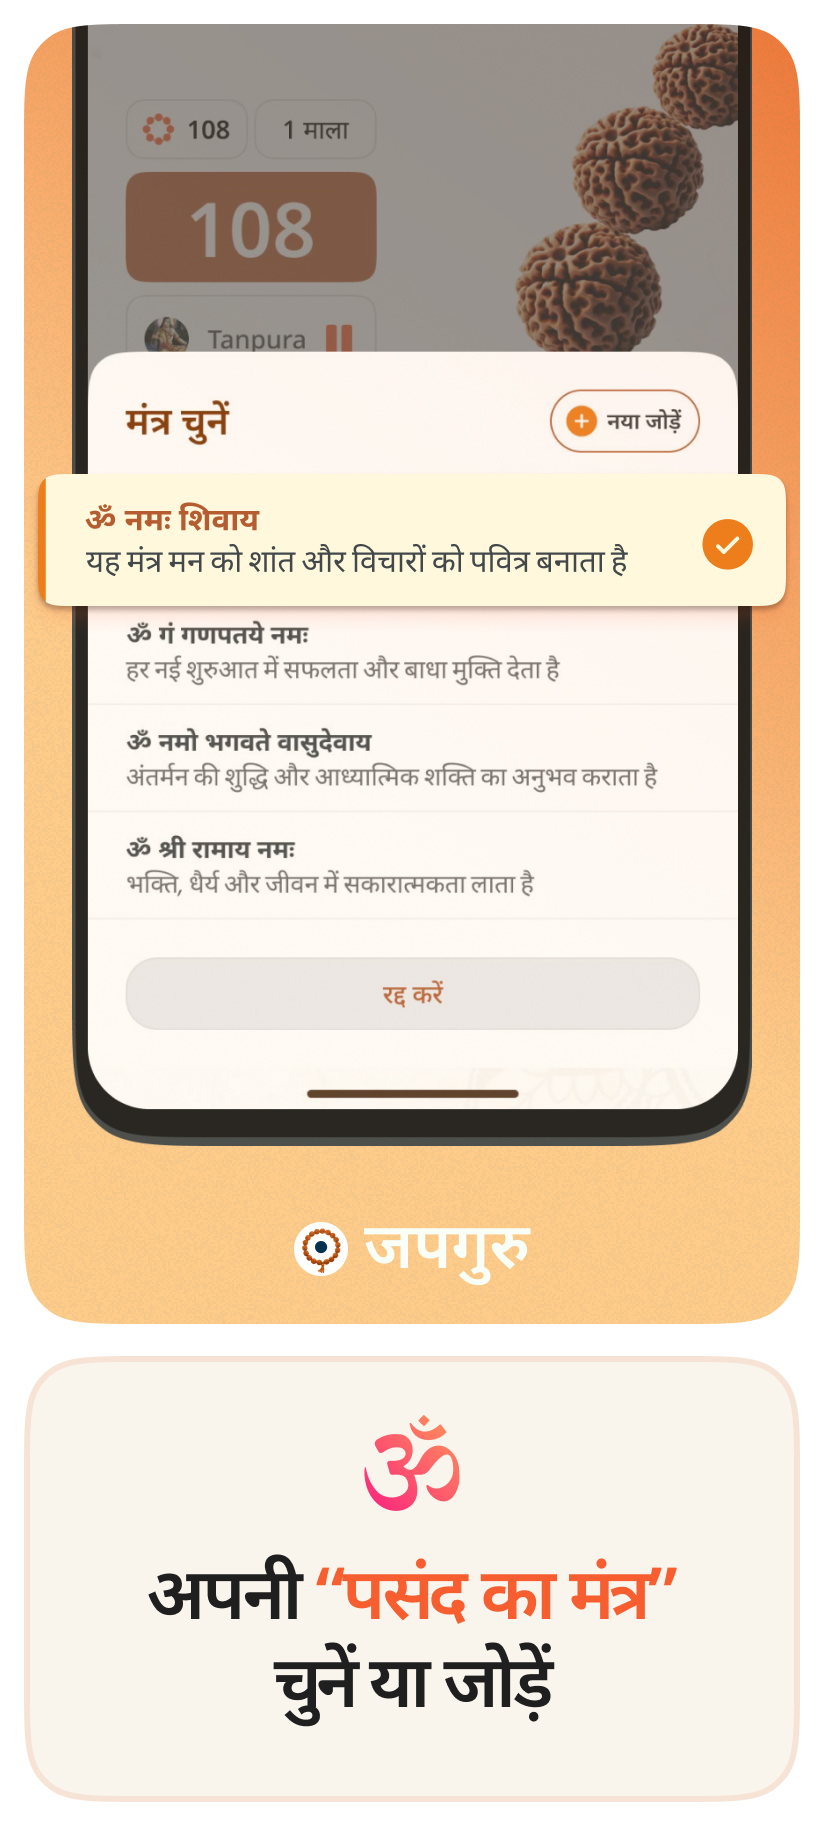 108
1 माला
108
Tanpura
मंत्र चुनें
नया जोड़ें
ॐ नमः शिवाय
यह मंत्र मन को शांत और विचारों को पवित्र बनाता है
ॐ गं गणपतये नमः
हर नई शुरुआत में सफलता और बाधा मुक्ति देता है
ॐ नमो भगवते वासुदेवाय
अंतर्मन की शुद्धि और आध्यात्मिक शक्ति का अनुभव कराता है
ॐ श्री रामाय नमः
भक्ति, धैर्य और जीवन में सकारात्मकता लाता है
रद्द करें
जपगुरु
ॐ
अपनी “पसंद का मंत्र”
चुनें या जोड़ें